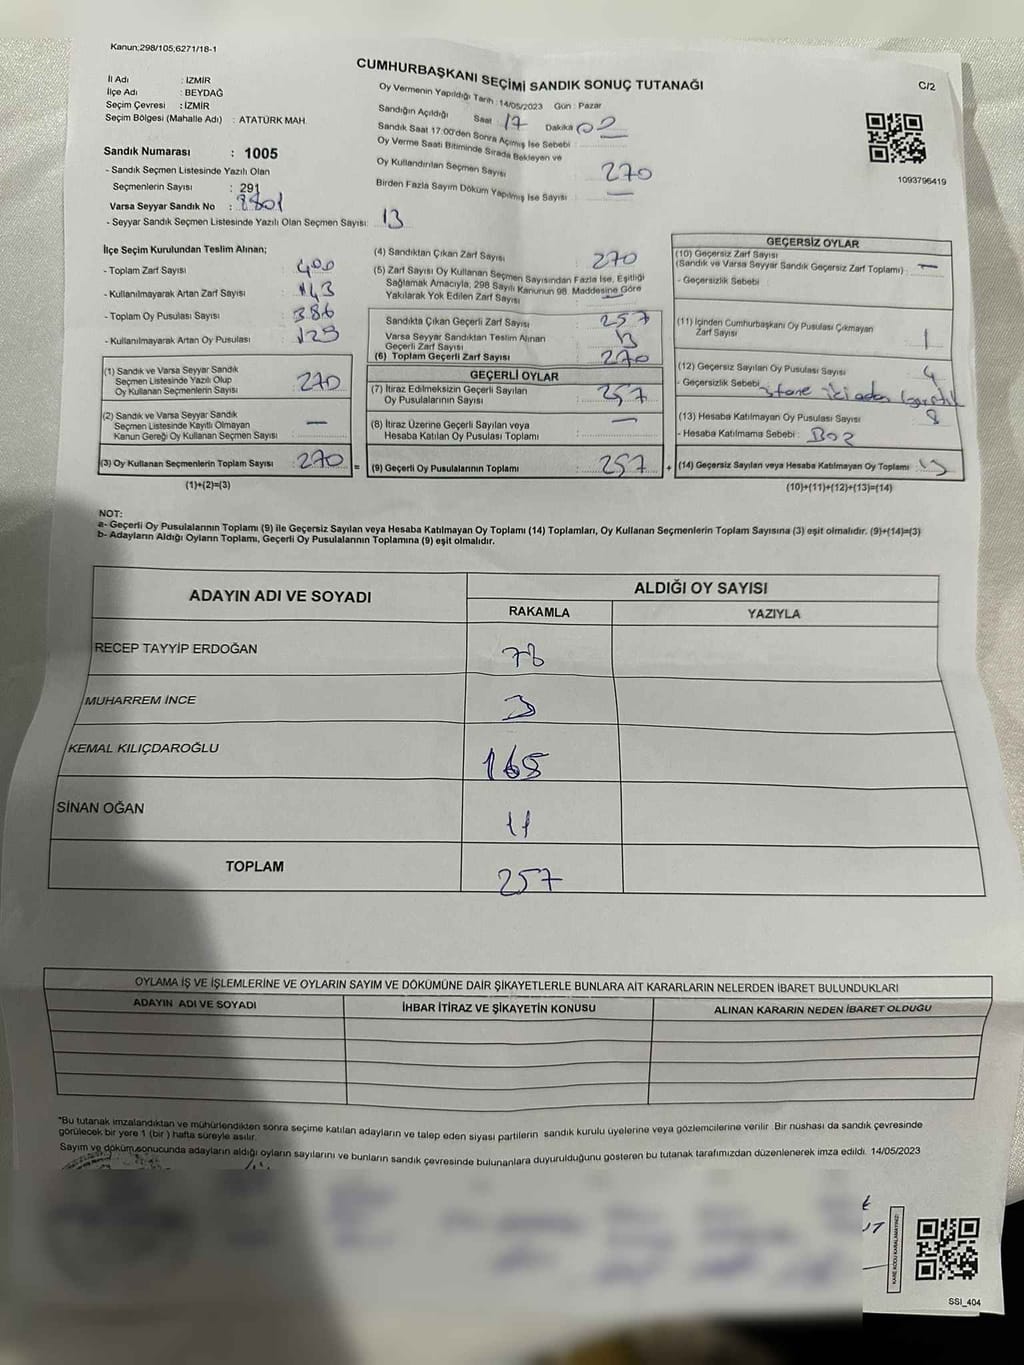 Kanun;298/105;6271/18-1
CUMHURBAŞKANI SEÇİMİ SANDIK SONUÇ TUTANAĞI
C/2
İl Adı : İZMİR
İlçe Adı : BEYDAĞ
Seçim Çevresi : İZMİR
Seçim Bölgesi (Mahalle Adı) : ATATÜRK MAH.
Oy Vermenin Yapıldığı Tarih : 14/05/2023 Gün : Pazar
Sandığın Açıldığı Saat : 17 Dakika : 02
Sandık Saat 17:00'den Sonra Açılmış İse Sebebi :
Oy Verme Saati Bitiminde Sırada Bekleyen ve
Oy Kullandırılan Seçmen Sayısı 270
Birden Fazla Sayım Döküm Yapılmış İse Sayısı : —
1093796419
Sandık Numarası : 1005
- Sandık Seçmen Listesinde Yazılı Olan
Seçmenlerin Sayısı : 291
Varsa Seyyar Sandık No : 8801
- Seyyar Sandık Seçmen Listesinde Yazılı Olan Seçmen Sayısı: 13
İlçe Seçim Kurulundan Teslim Alınan;
- Toplam Zarf Sayısı : 400
- Kullanılmayarak Artan Zarf Sayısı : 143
- Toplam Oy Pusulası Sayısı : 386
- Kullanılmayarak Artan Oy Pusulası : 129
(1) Sandık ve Varsa Seyyar Sandık
Seçmen Listesinde Yazılı Olup
Oy Kullanan Seçmenlerin Sayısı : 270
(2) Sandık ve Varsa Seyyar Sandık
Seçmen Listesinde Kayıtlı Olmayan
Kanun Gereği Oy Kullanan Seçmen Sayısı : —
(3) Oy Kullanan Seçmenlerin Toplam Sayısı : 270 =
(1)+(2)=(3)
(4) Sandıktan Çıkan Zarf Sayısı : 270
(5) Zarf Sayısı Oy Kullanan Seçmen Sayısından Fazla İse, Eşitliği
Sağlamak Amacıyla, 298 Sayılı Kanunun 98. Maddesine Göre
Yakılarak Yok Edilen Zarf Sayısı : —
Sandıkta Çıkan Geçerli Zarf Sayısı : 257
Varsa Seyyar Sandıktan Teslim Alınan
Geçerli Zarf Sayısı : 13
(6) Toplam Geçerli Zarf Sayısı : 270
GEÇERLİ OYLAR
(7) İtiraz Edilmeksizin Geçerli Sayılan
Oy Pusulalarının Sayısı : 257
(8) İtiraz Üzerine Geçerli Sayılan veya
Hesaba Katılan Oy Pusulası Toplamı : —
(9) Geçerli Oy Pusulalarının Toplamı : 257 +
GEÇERSİZ OYLAR
(10) Geçersiz Zarf Sayısı
(Sandık ve Varsa Seyyar Sandık Geçersiz Zarf Toplamı) : —
- Geçersizlik Sebebi :
(11) İçinden Cumhurbaşkanı Oy Pusulası Çıkmayan
Zarf Sayısı : 1
(12) Geçersiz Sayılan Oy Pusulası Sayısı : 4
- Geçersizlik Sebebi :
(13) Hesaba Katılmayan Oy Pusulası Sayısı : 8
- Hesaba Katılmama Sebebi : Boş
(14) Geçersiz Sayılan veya Hesaba Katılmayan Oy Toplamı : 13
(10)+(11)+(12)+(13)=(14)
NOT:
a- Geçerli Oy Pusulalarının Toplamı (9) ile Geçersiz Sayılan veya Hesaba Katılmayan Oy Toplamı (14) Toplamları, Oy Kullanan Seçmenlerin Toplam Sayısına (3) eşit olmalıdır. (9)+(14)=(3)
b- Adayların Aldığı Oyların Toplamı, Geçerli Oy Pusulalarının Toplamına (9) eşit olmalıdır.
ADAYIN ADI VE SOYADI
ALDIĞI OY SAYISI
RAKAMLA YAZIYLA
RECEP TAYYİP ERDOĞAN 78
MUHARREM İNCE 3
KEMAL KILIÇDAROĞLU 165
SİNAN OĞAN 11
TOPLAM 257
OYLAMA İŞ VE İŞLEMLERİNE VE OYLARIN SAYIM VE DÖKÜMÜNE DAİR ŞİKAYETLERLE BUNLARA AİT KARARLARIN NELERDEN İBARET BULUNDUKLARI
ADAYIN ADI VE SOYADI İHBAR İTİRAZ VE ŞİKAYETİN KONUSU ALINAN KARARIN NEDEN İBARET OLDUĞU
*Bu tutanak imzalandıktan ve mühürlendikten sonra seçime katılan adayların ve talep eden siyasi partilerin sandık kurulu üyelerine veya gözlemcilerine verilir. Bir nüshası da sandık çevresinde
görülecek bir yere 1 (bir) hafta süreyle asılır.
Sayım ve döküm sonucunda adayların aldığı oyların sayılarını ve bunların sandık çevresinde bulunanlara duyurulduğunu gösteren bu tutanak tarafımızdan düzenlenerek imza edildi. 14/05/2023
KARE KODU KARALAMAYINIZ!
SSI_404